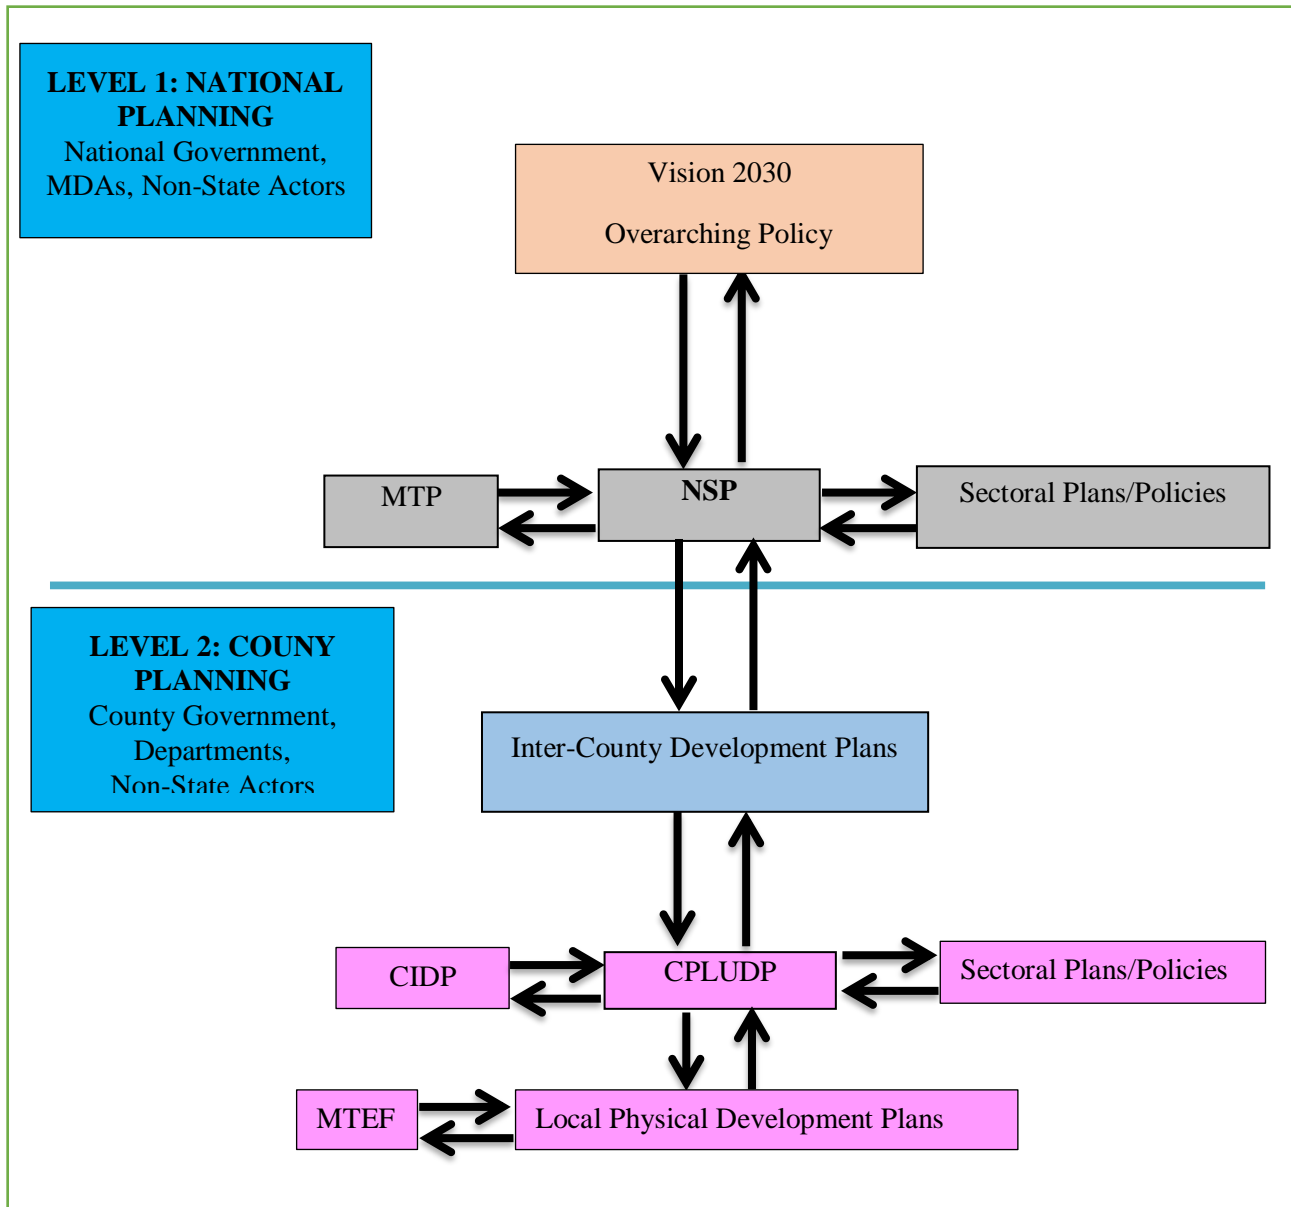 LEVEL 1: NATIONAL
PLANNING
National Government,
MDAs, Non-State Actors
Vision 2030
Overarching Policy
MTP
NSP
Sectoral Plans/Policies
LEVEL 2: COUNY
PLANNING
County Government,
Departments,
Non-State Actors
Inter-County Development Plans
CIDP
CPLUDP
Sectoral Plans/Policies
MTEF
Local Physical Development Plans